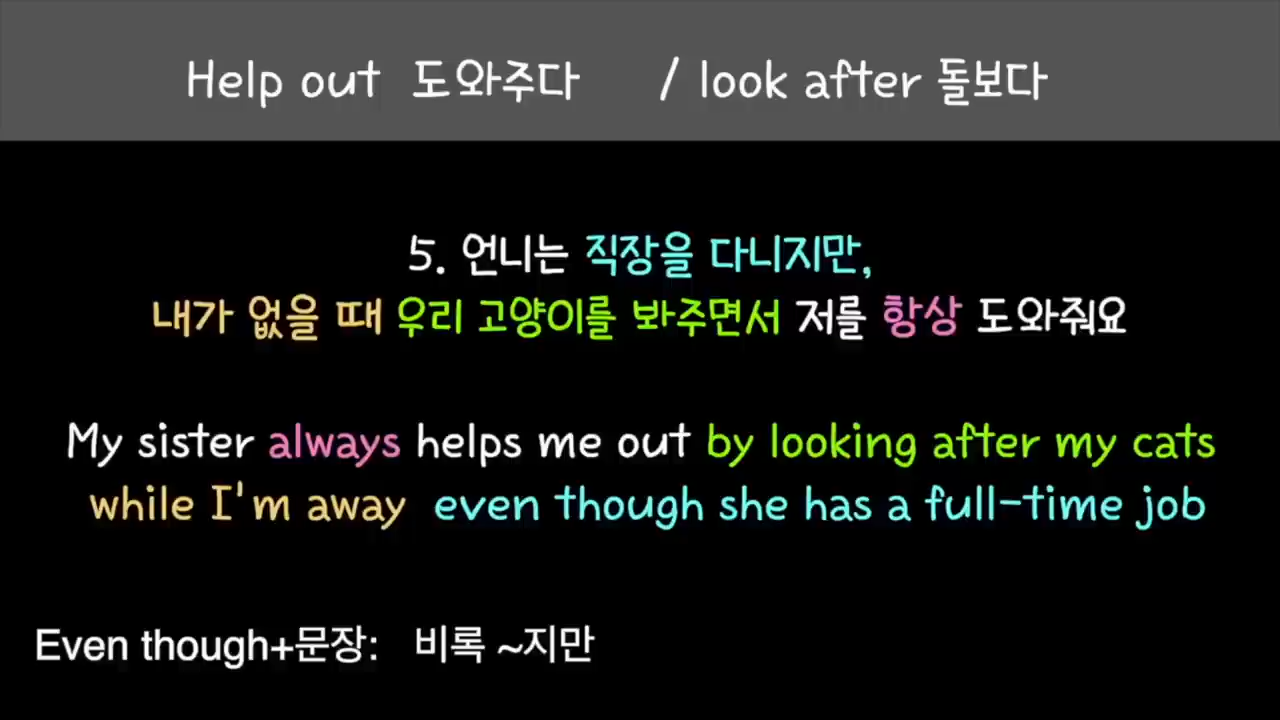 Help out 도와주다 / look after 돌보다
5. 언니는 직장을 다니지만,
내가 없을 때 우리 고양이를 봐주면서 저를 항상 도와줘요
My sister always helps me out by looking after my cats
while I'm away even though she has a full-time job
Even though+문장: 비록 ~지만